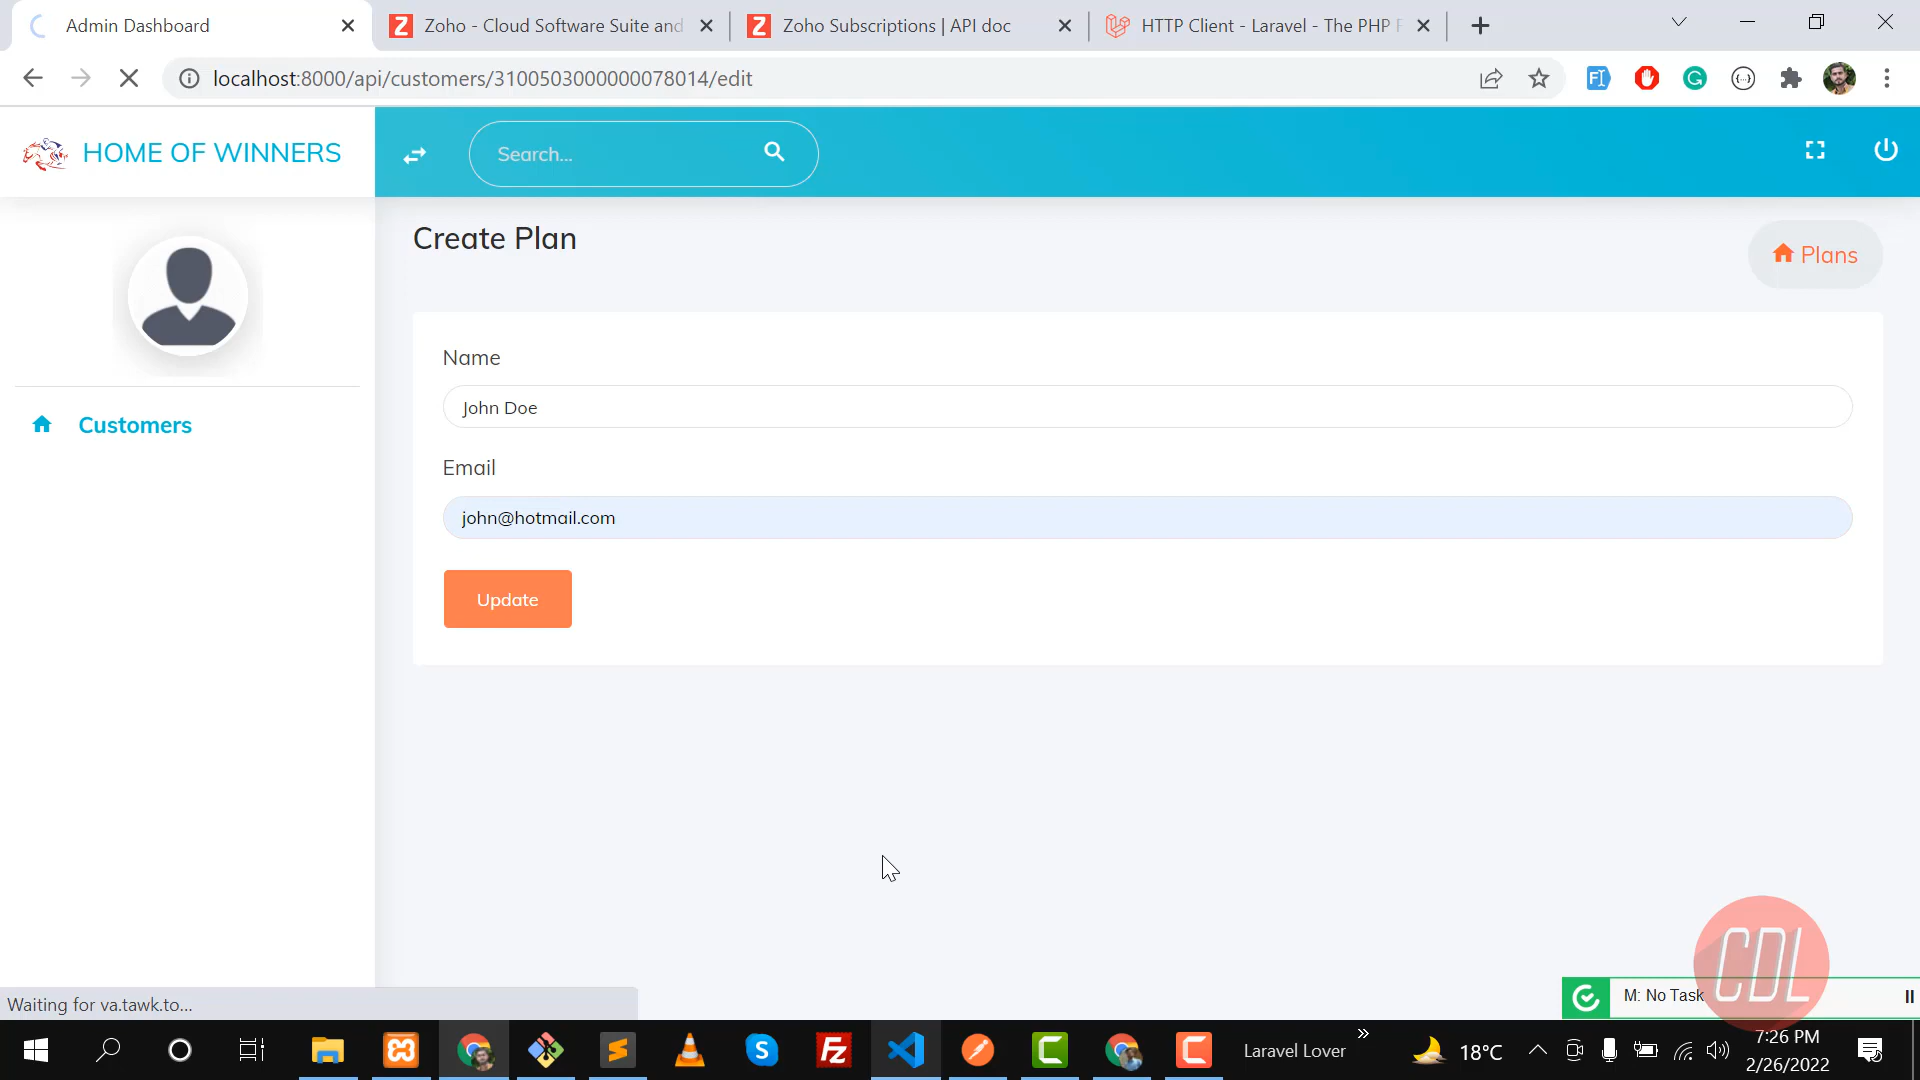 Admin Dashboard
Zoho - Cloud Software Suite and
Zoho Subscriptions | API doc
HTTP Client - Laravel - The PHP F
localhost:8000/api/customers/3100503000000078014/edit
HOME OF WINNERS
Search...
Create Plan
Plans
Name
John Doe
Email
john@hotmail.com
Update
Customers
Waiting for va.tawk.to...
M: No Task
CDL
Laravel Lover
18°C
7:26 PM
2/26/2022